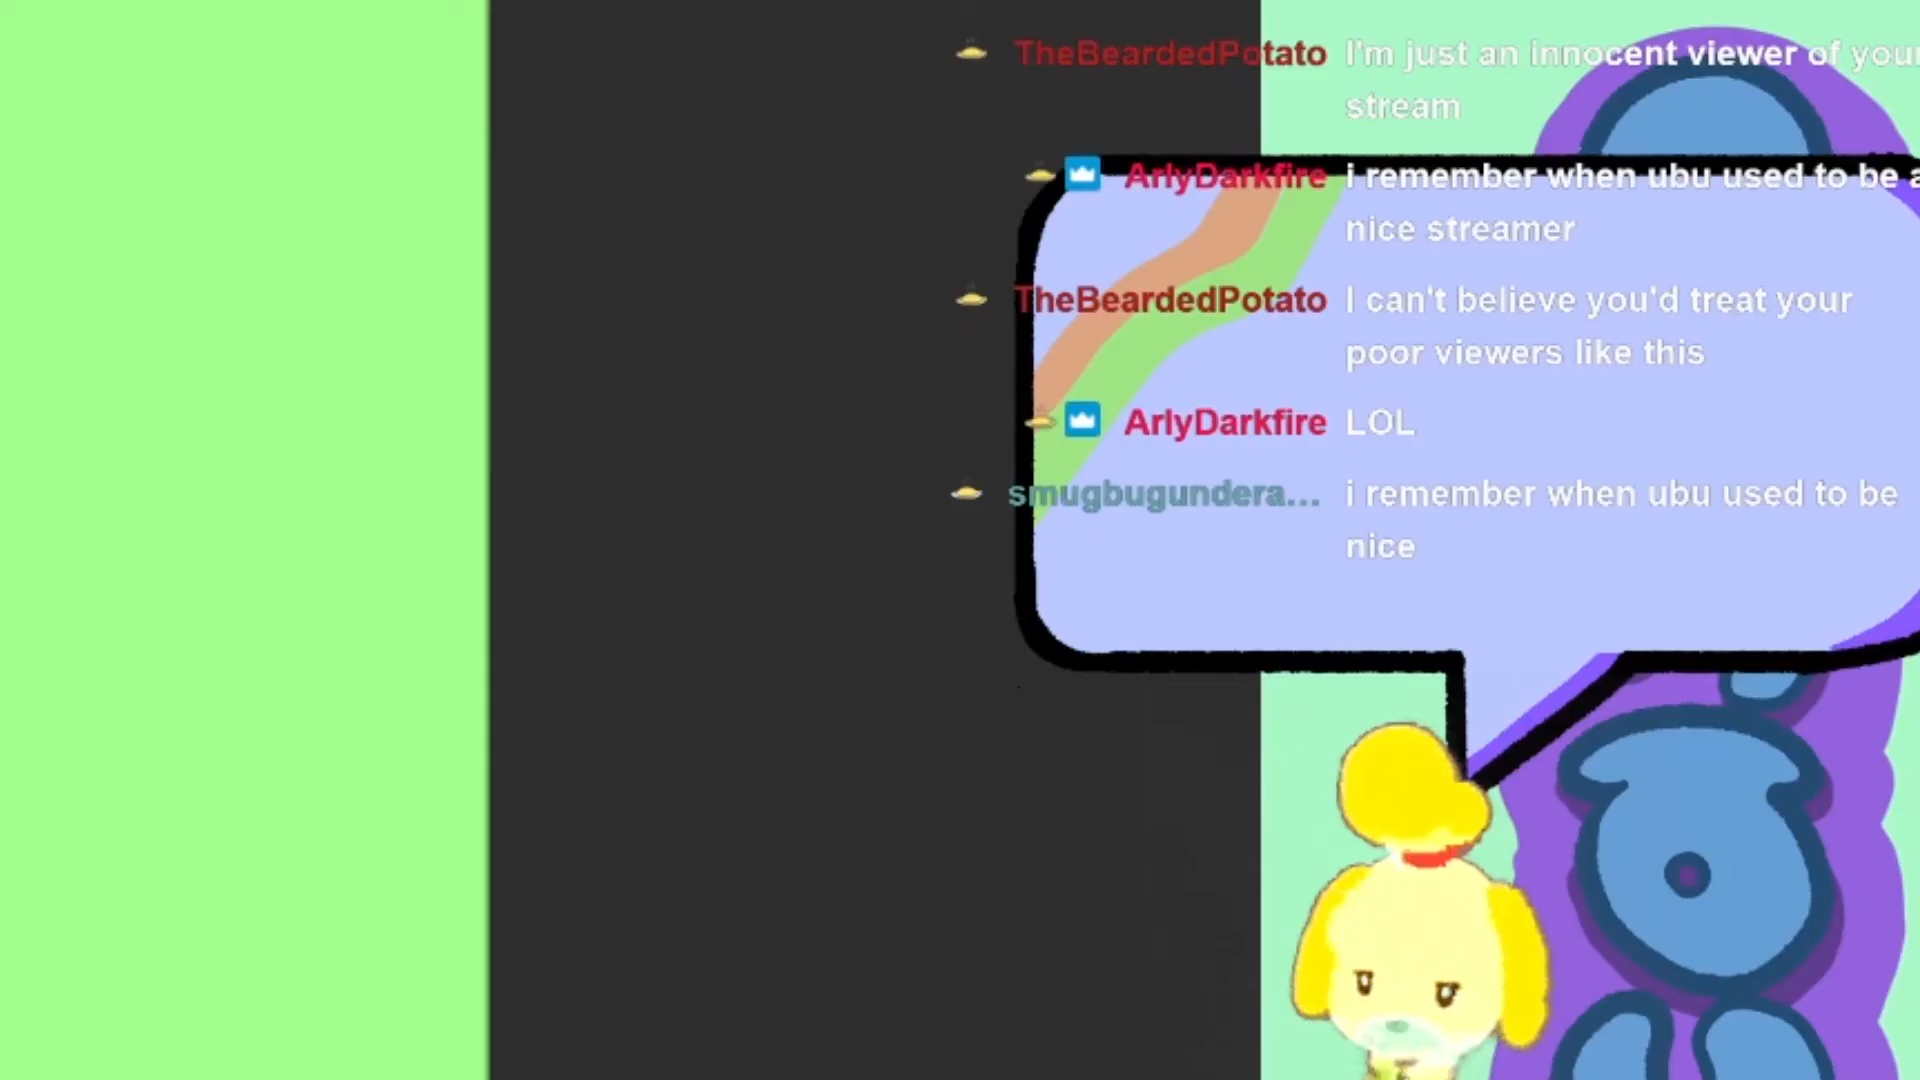 TheBeardedPotato I'm just an innocent viewer of your
stream
ArlyDarkfire i remember when ubu used to be a
nice streamer
TheBeardedPotato I can't believe you'd treat your
poor viewers like this
ArlyDarkfire LOL
smugbugundera... i remember when ubu used to be
nice